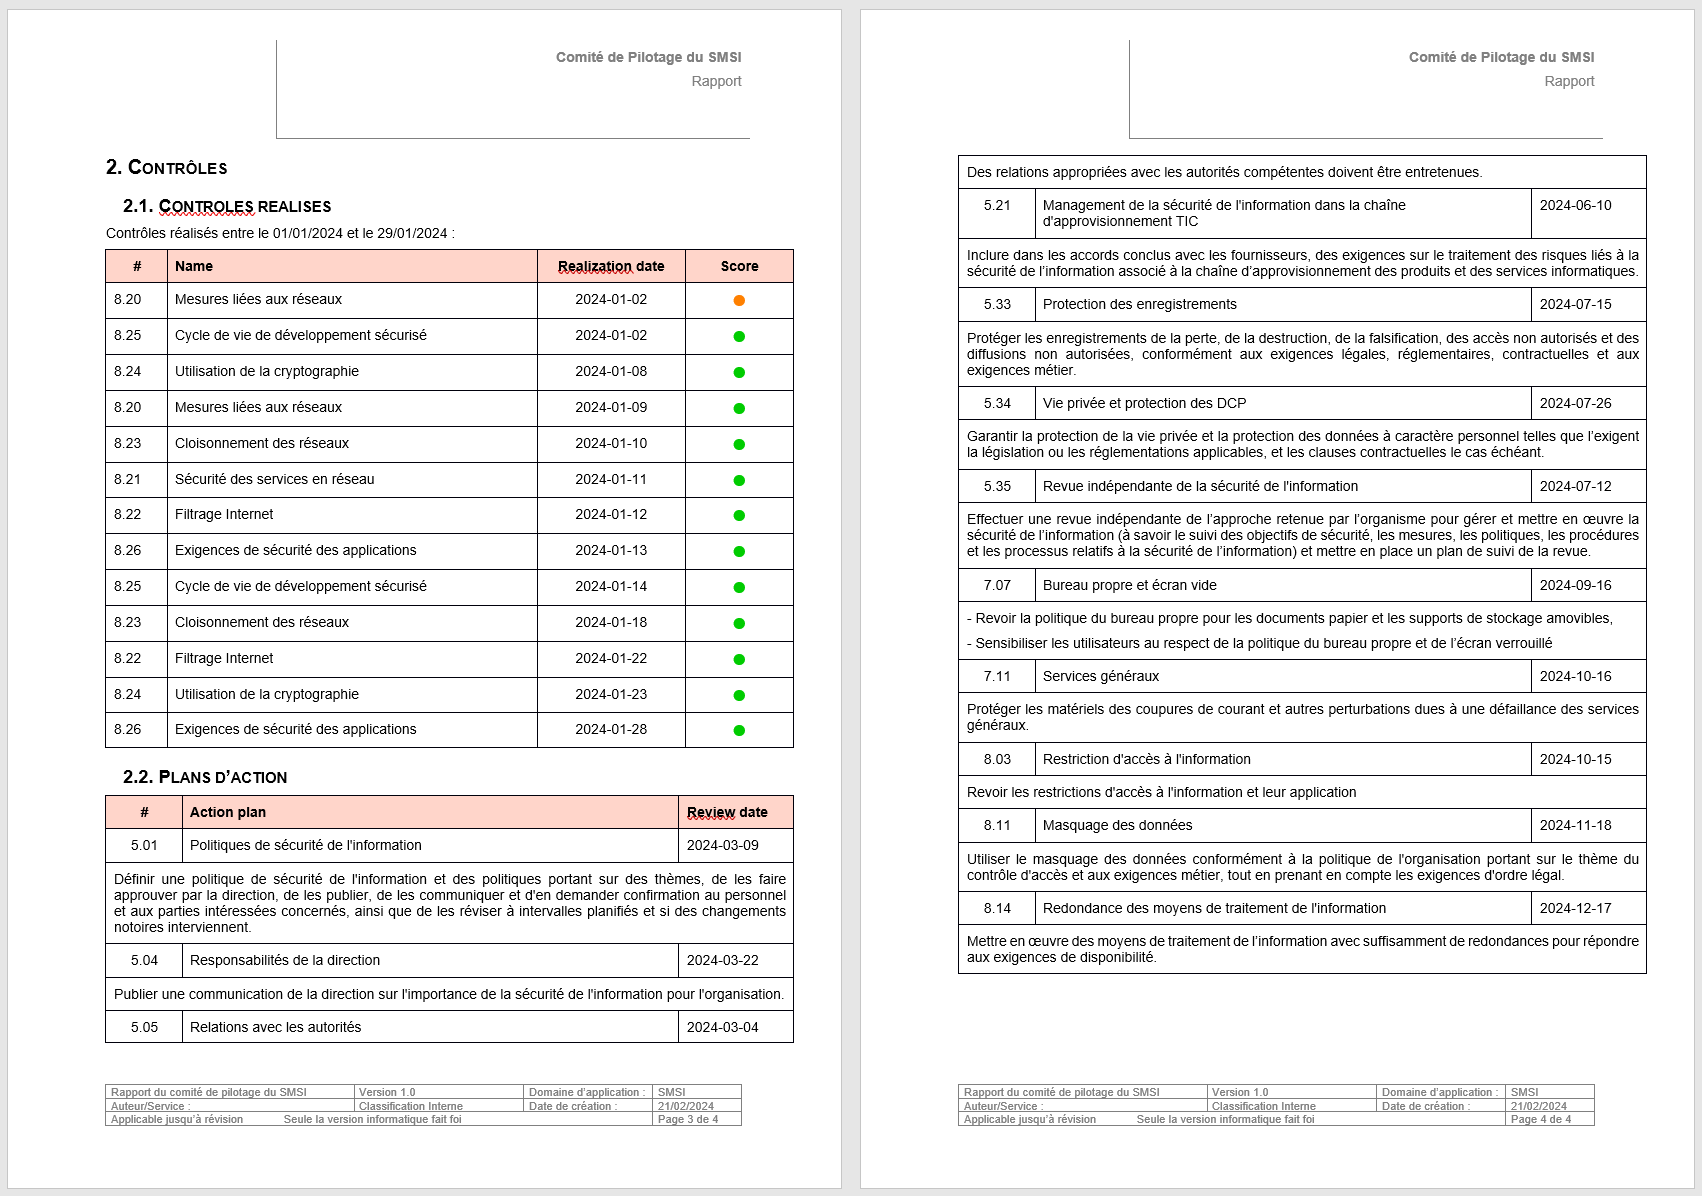 Comité de Pilotage du SMSI
Rapport
2. CONTRÔLES
2.1. CONTROLES REALISES
Contrôles réalisés entre le 01/01/2024 et le 29/01/2024 :
# Name Realization date Score
8.20 Mesures liées aux réseaux 2024-01-02
8.25 Cycle de vie de développement sécurisé 2024-01-02
8.24 Utilisation de la cryptographie 2024-01-08
8.20 Mesures liées aux réseaux 2024-01-09
8.23 Cloisonnement des réseaux 2024-01-10
8.21 Sécurité des services en réseau 2024-01-11
8.22 Filtrage Internet 2024-01-12
8.26 Exigences de sécurité des applications 2024-01-13
8.25 Cycle de vie de développement sécurisé 2024-01-14
8.23 Cloisonnement des réseaux 2024-01-18
8.22 Filtrage Internet 2024-01-22
8.24 Utilisation de la cryptographie 2024-01-23
8.26 Exigences de sécurité des applications 2024-01-28
2.2. PLANS D’ACTION
# Action plan Review date
5.01 Politiques de sécurité de l'information 2024-03-09
Définir une politique de sécurité de l'information et des politiques portant sur des thèmes, de les faire
approuver par la direction, de les publier, de les communiquer et d'en demander confirmation au personnel
et aux parties intéressées concernés, ainsi que de les réviser à intervalles planifiés et si des changements
notoires interviennent.
5.04 Responsabilités de la direction 2024-03-22
Publier une communication de la direction sur l'importance de la sécurité de l'information pour l'organisation.
5.05 Relations avec les autorités 2024-03-04
Rapport du comité de pilotage du SMSI Version 1.0 Domaine d’application : SMSI
Auteur/Service : Classification Interne Date de création : 21/02/2024
Applicable jusqu’à révision Seule la version informatique fait foi Page 3 de 4
Comité de Pilotage du SMSI
Rapport
Des relations appropriées avec les autorités compétentes doivent être entretenues.
5.21 Management de la sécurité de l'information dans la chaîne 2024-06-10
d'approvisionnement TIC
Inclure dans les accords conclus avec les fournisseurs, des exigences sur le traitement des risques liés à la
sécurité de l’information associé à la chaîne d’approvisionnement des produits et des services informatiques.
5.33 Protection des enregistrements 2024-07-15
Protéger les enregistrements de la perte, de la destruction, de la falsification, des accès non autorisés et des
diffusions non autorisées, conformément aux exigences légales, réglementaires, contractuelles et aux
exigences métier.
5.34 Vie privée et protection des DCP 2024-07-26
Garantir la protection de la vie privée et la protection des données à caractère personnel telles que l’exigent
la législation ou les réglementations applicables, et les clauses contractuelles le cas échéant.
5.35 Revue indépendante de la sécurité de l'information 2024-07-12
Effectuer une revue indépendante de l’approche retenue par l’organisme pour gérer et mettre en œuvre la
sécurité de l’information (à savoir le suivi des objectifs de sécurité, les mesures, les politiques, les procédures
et les processus relatifs à la sécurité de l’information) et mettre en place un plan de suivi de la revue.
7.07 Bureau propre et écran vide 2024-09-16
- Revoir la politique du bureau propre pour les documents papier et les supports de stockage amovibles,
- Sensibiliser les utilisateurs au respect de la politique du bureau propre et de l’écran verrouillé
7.11 Services généraux 2024-10-16
Protéger les matériels des coupures de courant et autres perturbations dues à une défaillance des services
généraux.
8.03 Restriction d'accès à l'information 2024-10-15
Revoir les restrictions d'accès à l'information et leur application
8.11 Masquage des données 2024-11-18
Utiliser le masquage des données conformément à la politique de l'organisation portant sur le thème du
contrôle d'accès et aux exigences métier, tout en prenant en compte les exigences d'ordre légal.
8.14 Redondance des moyens de traitement de l'information 2024-12-17
Mettre en œuvre des moyens de traitement de l’information avec suffisamment de redondances pour répondre
aux exigences de disponibilité.
Rapport du comité de pilotage du SMSI Version 1.0 Domaine d’application : SMSI
Auteur/Service : Classification Interne Date de création : 21/02/2024
Applicable jusqu’à révision Seule la version informatique fait foi Page 4 de 4